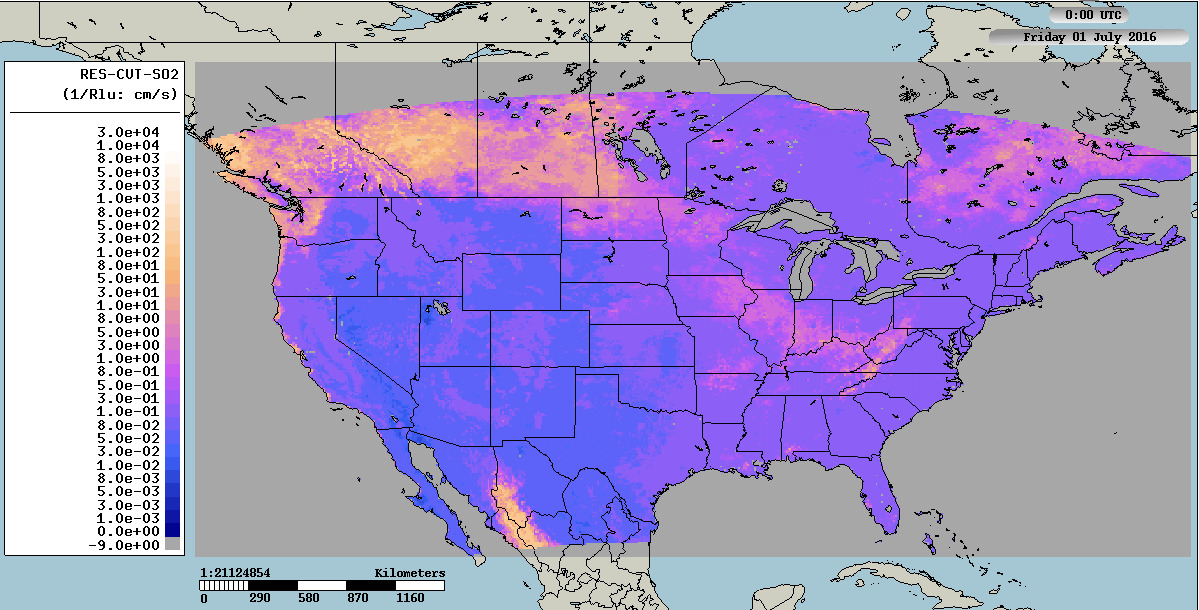 0:00 UTC
Friday 01 July 2016
RES-CUT-SO2
(1/Rlu: cm/s)
3.0e+04
1.0e+04
8.0e+03
5.0e+03
3.0e+03
1.0e+03
8.0e+02
5.0e+02
3.0e+02
1.0e+02
8.0e+01
5.0e+01
3.0e+01
1.0e+01
8.0e+00
5.0e+00
3.0e+00
1.0e+00
8.0e-01
5.0e-01
3.0e-01
1.0e-01
8.0e-02
5.0e-02
3.0e-02
1.0e-02
8.0e-03
5.0e-03
3.0e-03
1.0e-03
0.0e+00
-9.0e+00
1:21124854 Kilometers
0 290 580 870 1160